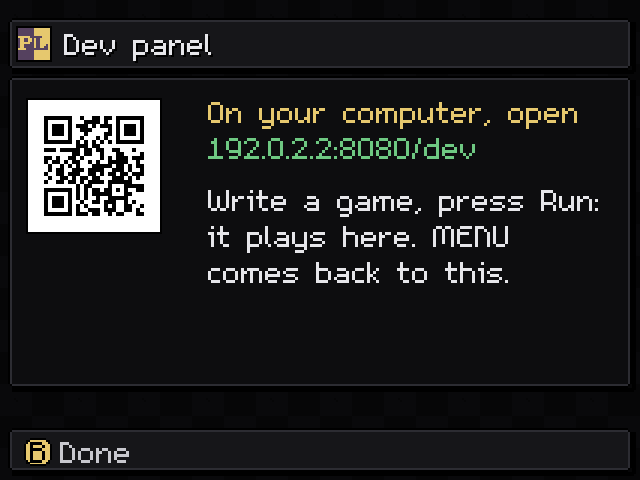 PL Dev panel
On your computer, open
192.0.2.2:8080/dev
Write a game, press Run:
it plays here. MENU
comes back to this.
B Done